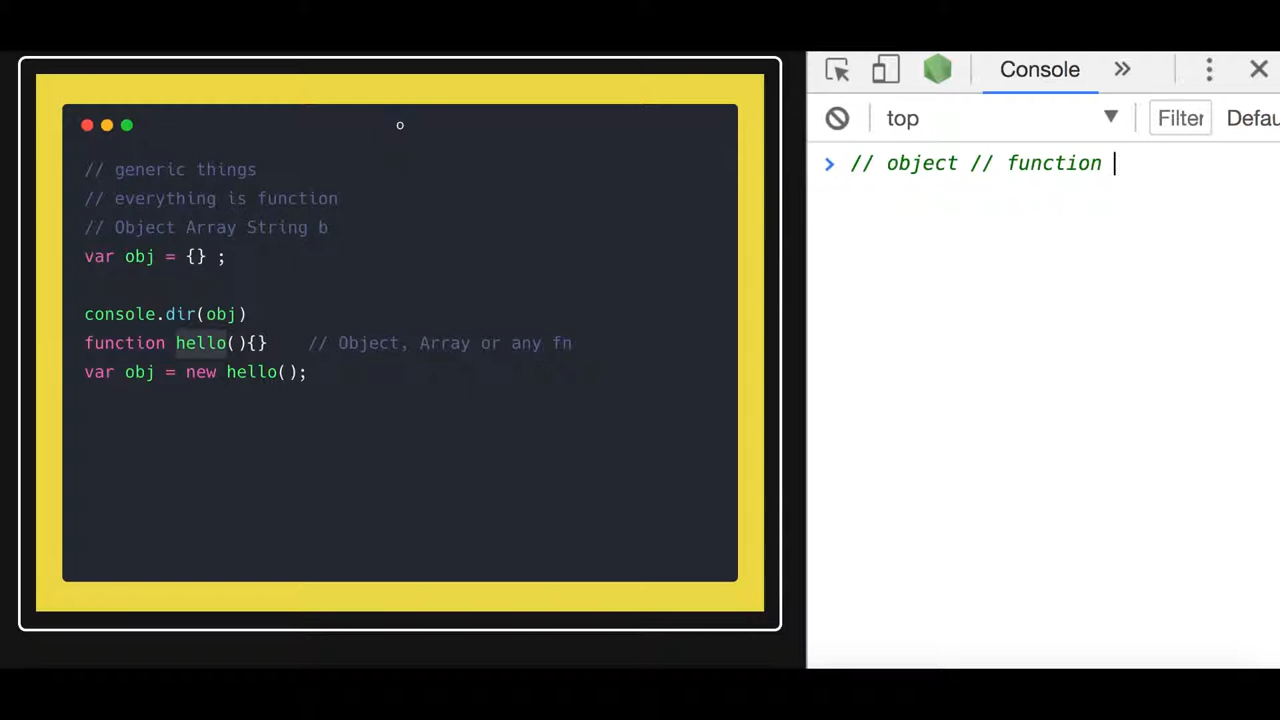 o
// generic things
// everything is function
// Object Array String b
var obj = {} ;
console.dir(obj)
function hello(){}    // Object, Array or any fn
var obj = new hello();
Console »
top ▼ Filter Defau
> // object // function